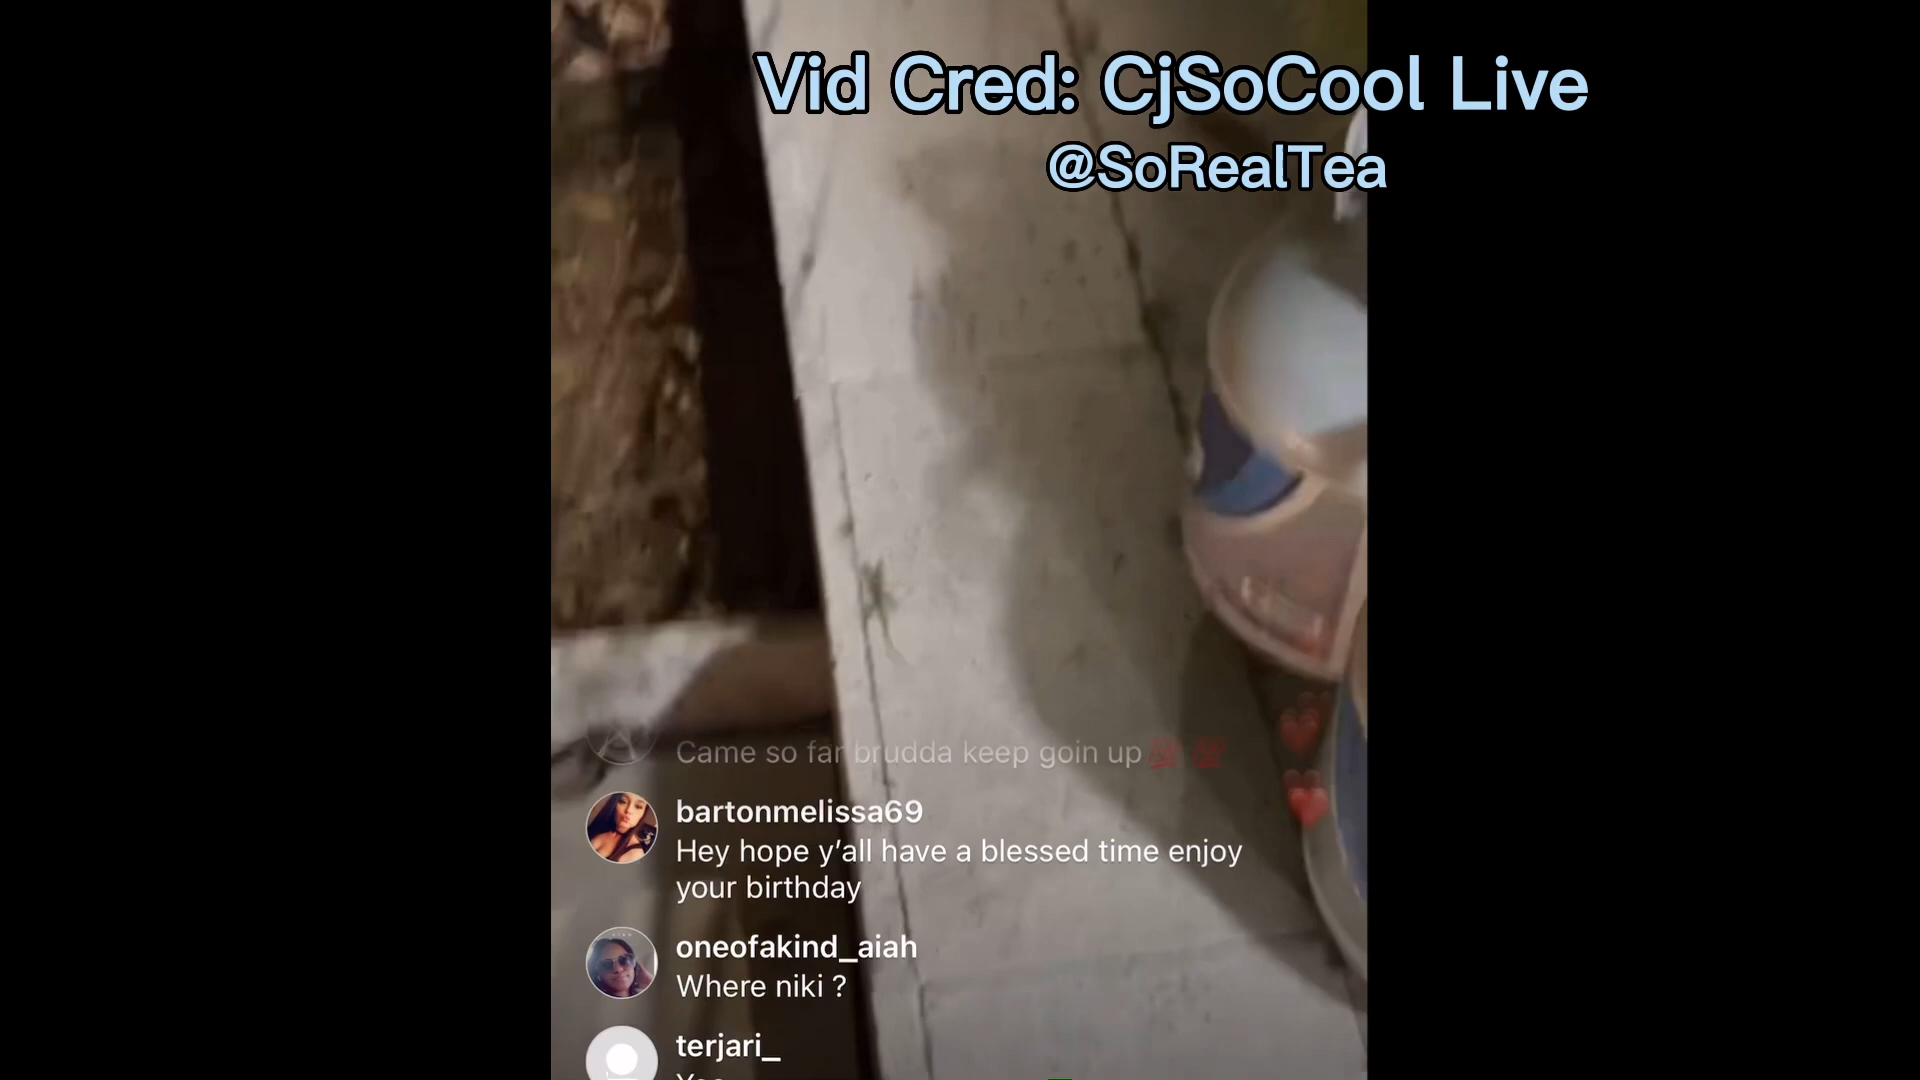 Vid Cred: CjSoCool Live
@SoRealTea
Came so far brudda keep goin up💯 💯
bartonmelissa69
Hey hope y’all have a blessed time enjoy
your birthday
oneofakind_aiah
Where niki ?
terjari_